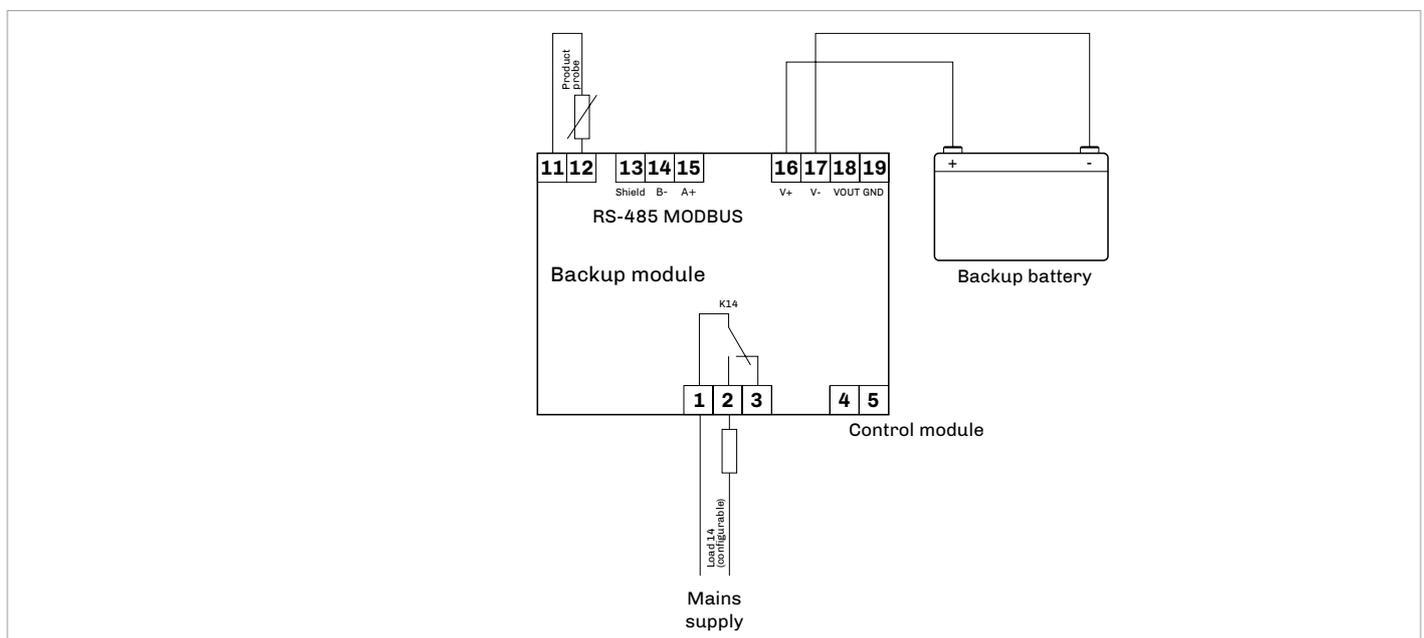 Product
probe
11 12 13 14 15 16 17 18 19
+ -
Shield B- A+ V+ V- VOUT GND
RS-485 MODBUS
Backup module
Backup battery
K14
1 2 3 4 5
Control module
Load 14
(configurable)
Mains
supply